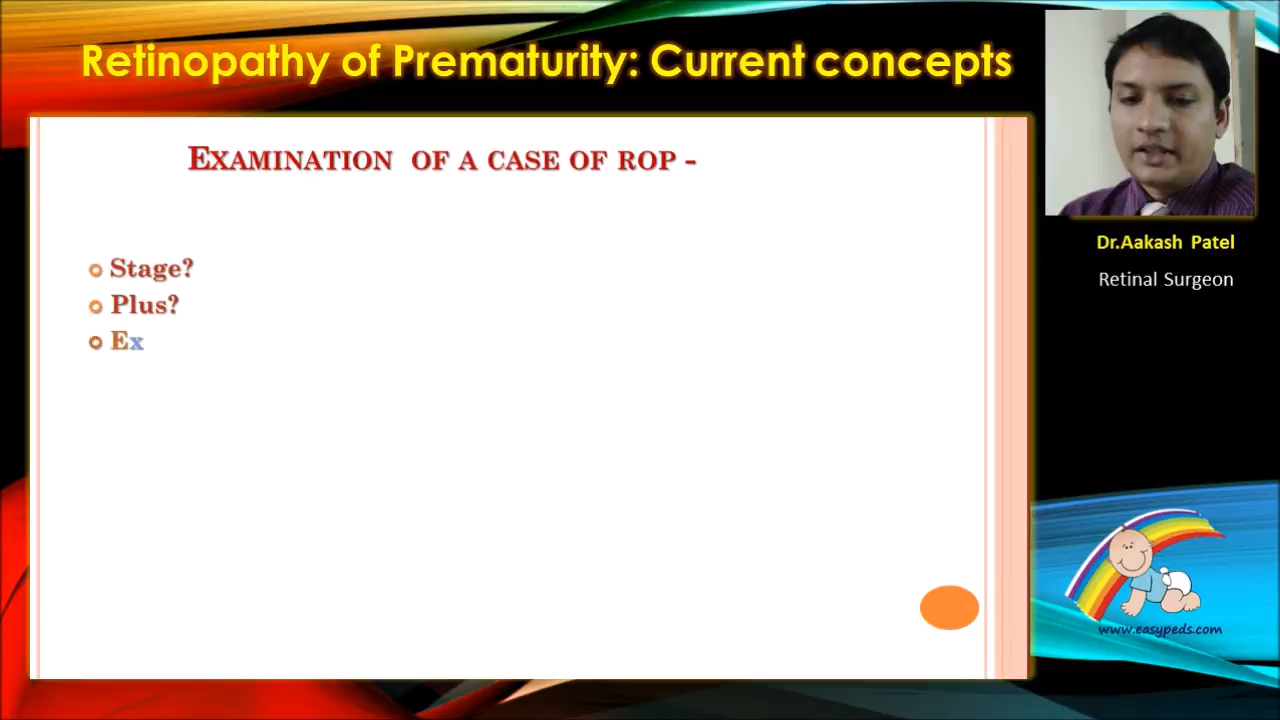 Retinopathy of Prematurity: Current concepts
EXAMINATION OF A CASE OF ROP -
Stage?
Plus?
Ex
Dr.Aakash Patel
Retinal Surgeon
www.easypeds.com